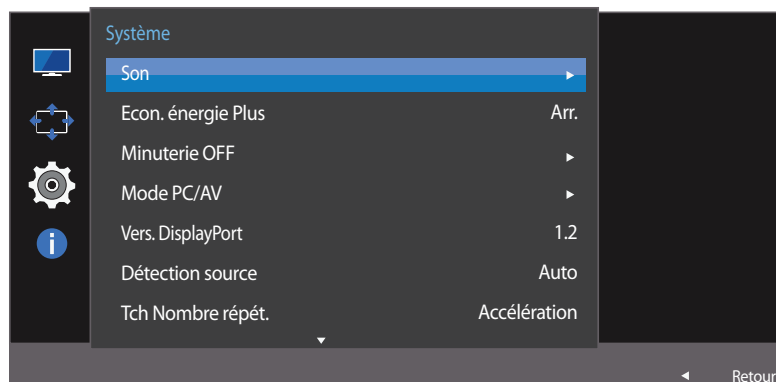 Système
Son
Econ. énergie Plus Arr.
Minuterie OFF
Mode PC/AV
Vers. DisplayPort 1.2
Détection source Auto
Tch Nombre répét. Accélération
Retour